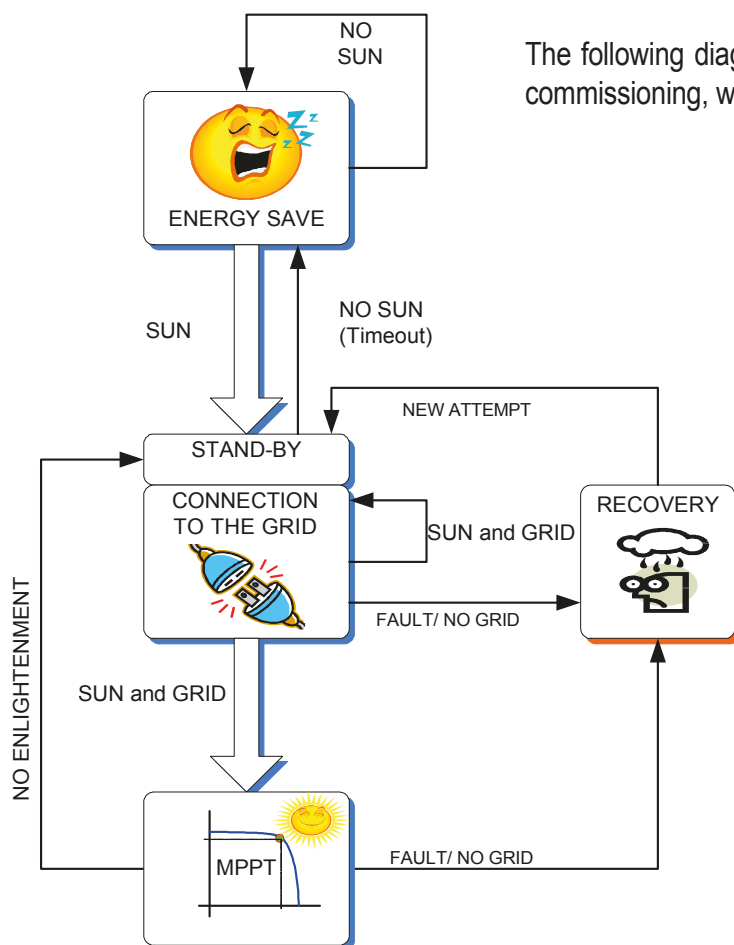 NO
SUN
The following diag
commissioning, w
Z z
z Z
ENERGY SAVE
SUN
NO SUN
(Timeout)
NEW ATTEMPT
STAND-BY
CONNECTION
TO THE GRID
SUN and GRID
RECOVERY
FAULT/ NO GRID
NO ENLIGHTENMENT
SUN and GRID
MPPT
FAULT/ NO GRID